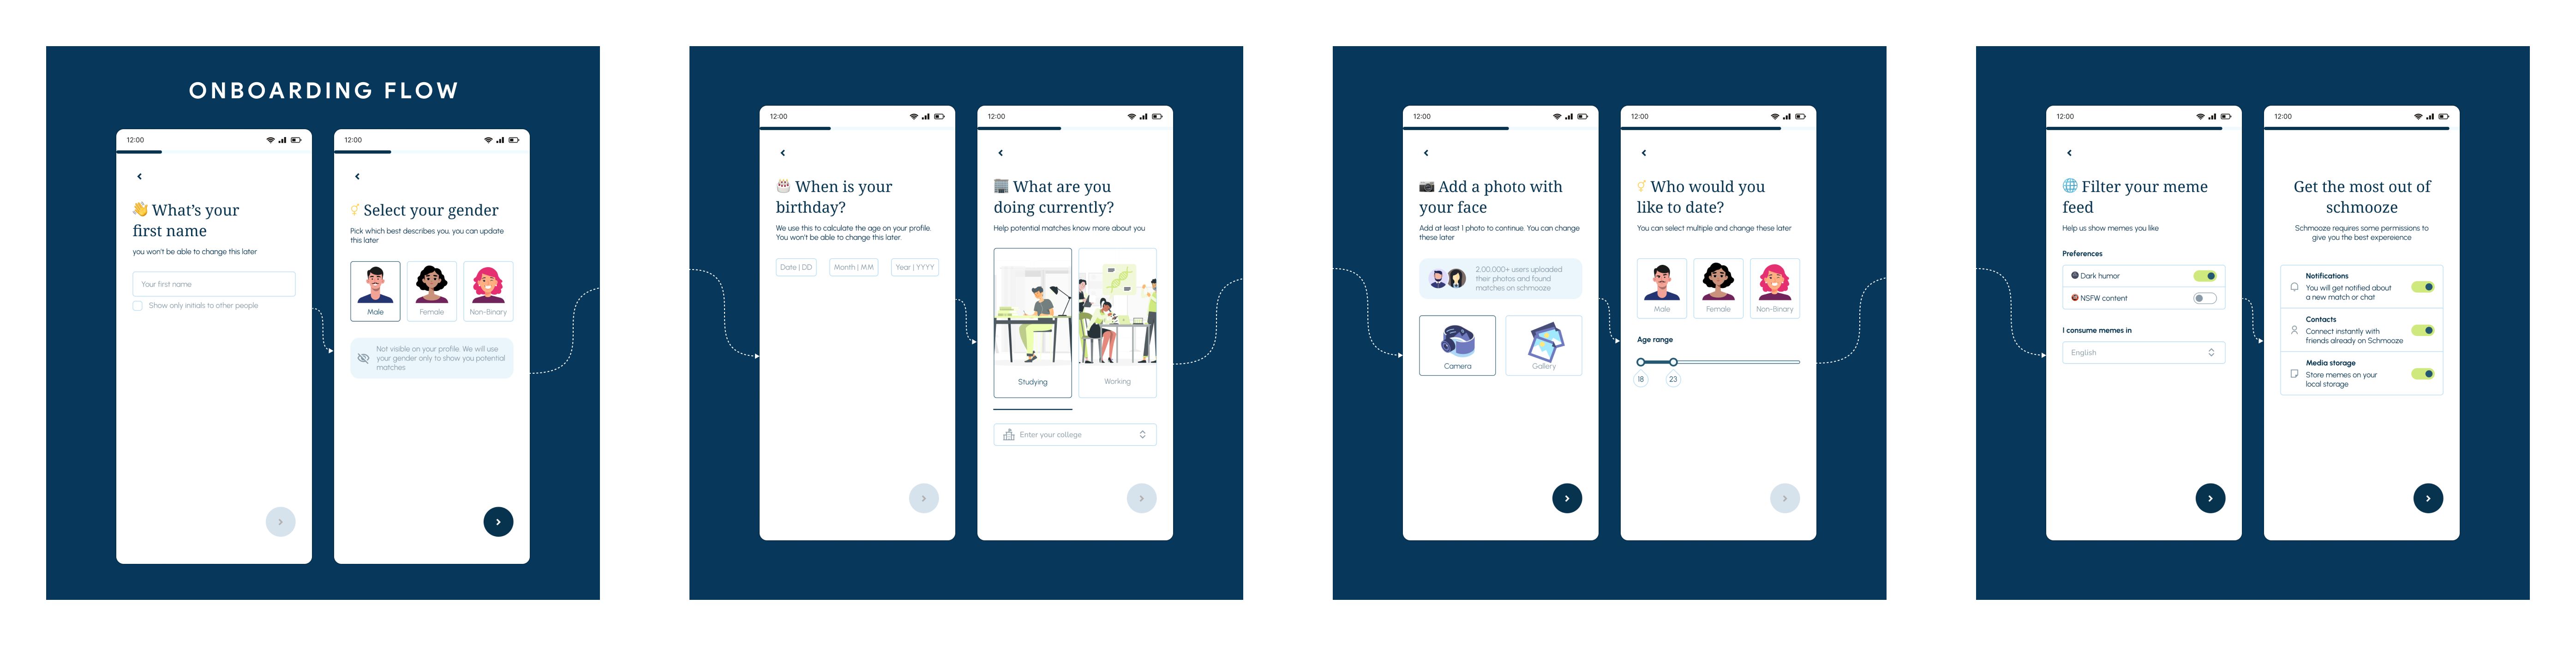 ONBOARDING FLOW
12:00
What's your
first name
you won't be able to change this later
Your first name
Show only initials to other people
12:00
Select your gender
Pick which best describes you, you can update
this later
Male
Female
Non-Binary
Not visible on your profile. We will use
your gender only to show you potential
matches
12:00
When is your
birthday?
We use this to calculate the age on your profile.
You won't be able to change this later.
Date | DD
Month | MM
Year | YYYY
12:00
What are you
doing currently?
Help potential matches know more about you
Studying
Working
Enter your college
12:00
Add a photo with
your face
Add at least 1 photo to continue. You can change
these later
2,00,000+ users uploaded
their photos and found
matches on schmooze
Camera
Gallery
12:00
Who would you
like to date?
You can select multiple and change these later
Male
Female
Non-Binary
Age range
18
23
12:00
Filter your meme
feed
Help us show memes you like
Preferences
Dark humor
NSFW content
I consume memes in
English
12:00
Get the most out of
schmooze
Schmooze requires some permissions to
give you the best expereience
Notifications
You will get notified about
a new match or chat
Contacts
Connect instantly with
friends already on Schmooze
Media storage
Store memes on your
local storage